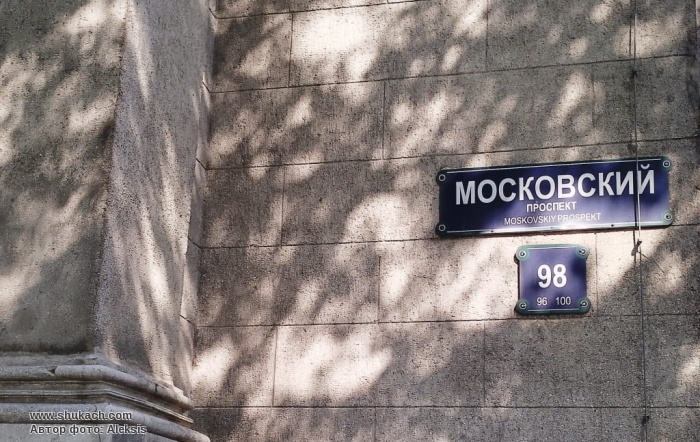 МОСКОВСКИЙ
ПРОСПЕКТ
MOSKOVSKIY PROSPEKT
98
96 100
www.shukach.com
Автор фото: Aleksis